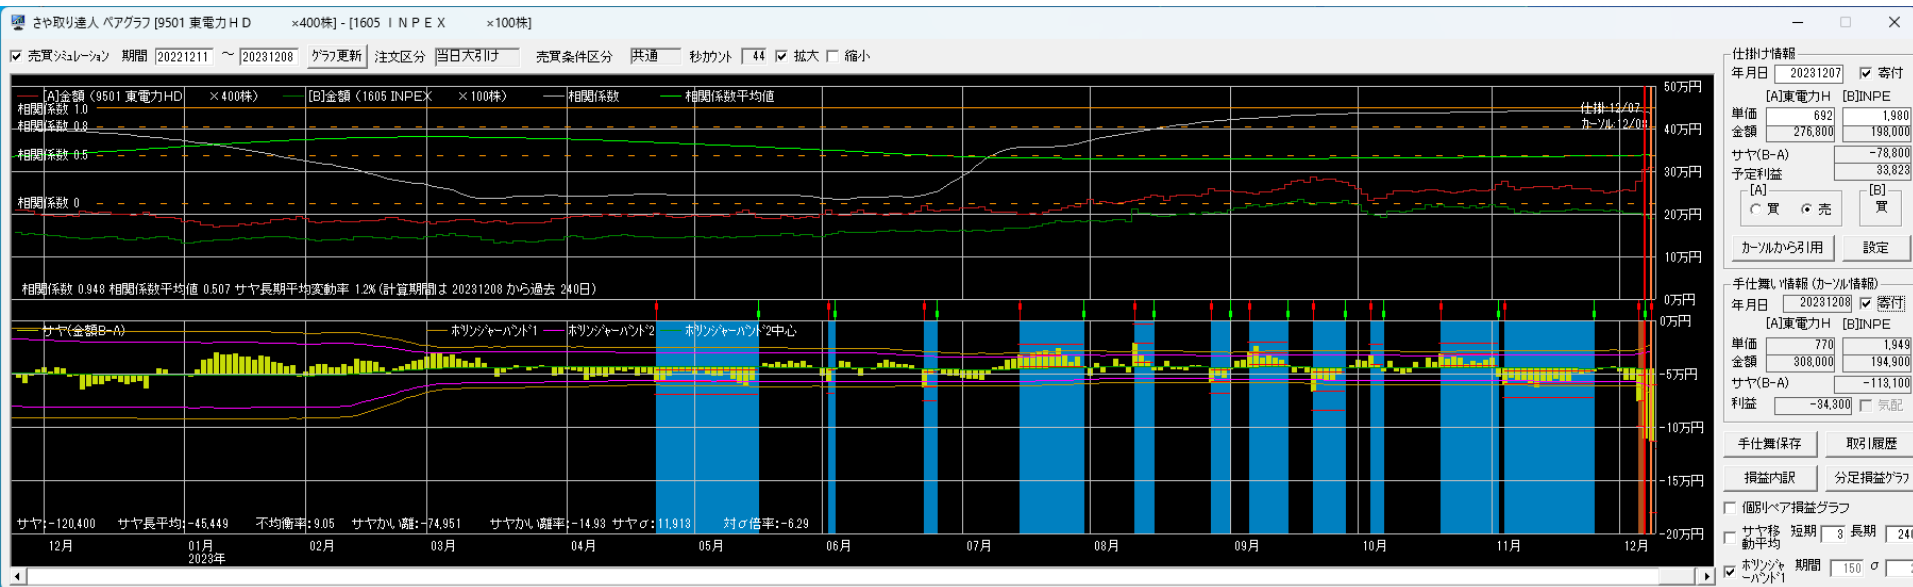 さや取り達人 ペアグラフ [9501 東電力ＨＤ ×400株] - [1605 ＩＮＰＥＸ ×100株]
売買シミュレーション 期間 20221211 ～ 20231208 グラフ更新 注文区分 当日大引け 売買条件区分 共通 秒カウント 44 拡大 縮小
[A]金額 (9501 東電力HD ×400株) [B]金額 (1605 INPEX ×100株) 相関係数 相関係数平均値
相関係数 1.0
相関係数 0.8
相関係数 0.5
相関係数 0
仕掛:12/07
カーソル:12/08
50万円
40万円
30万円
20万円
10万円
0万円
相関係数 0.948 相関係数平均値 0.507 サヤ長期平均変動率 1.2% (計算期間は 20231208 から過去 240日)
サヤ(金額B-A) ボリンジャーバンド1 ボリンジャーバンド2 ボリンジャーバンド2中心
0万円
-5万円
-10万円
-15万円
-20万円
サヤ:-120,400 サヤ長平均:-45,449 不均衡率:9.05 サヤかい離:-74,951 サヤかい離率:-14.93 サヤσ:11,913 対σ倍率:-6.29
12月 01月 02月 03月 04月 05月 06月 07月 08月 09月 10月 11月 12月
2023年
仕掛け情報
年月日 20231207 寄付
[A]東電力H [B]INPE
単価 692 1,980
金額 276,800 198,000
サヤ(B-A) -78,800
予定利益 33,823
[A] [B]
買 売 買
カーソルから引用 設定
手仕舞い情報 (カーソル情報)
年月日 20231208 寄付
[A]東電力H [B]INPE
単価 770 1,949
金額 308,000 194,900
サヤ(B-A) -113,100
利益 -34,300 気配
手仕舞保存 取引履歴
損益内訳 分足損益グラフ
個別ペア損益グラフ
サヤ移動平均 短期 3 長期 240
ボリンジャーバンド1 期間 150 σ